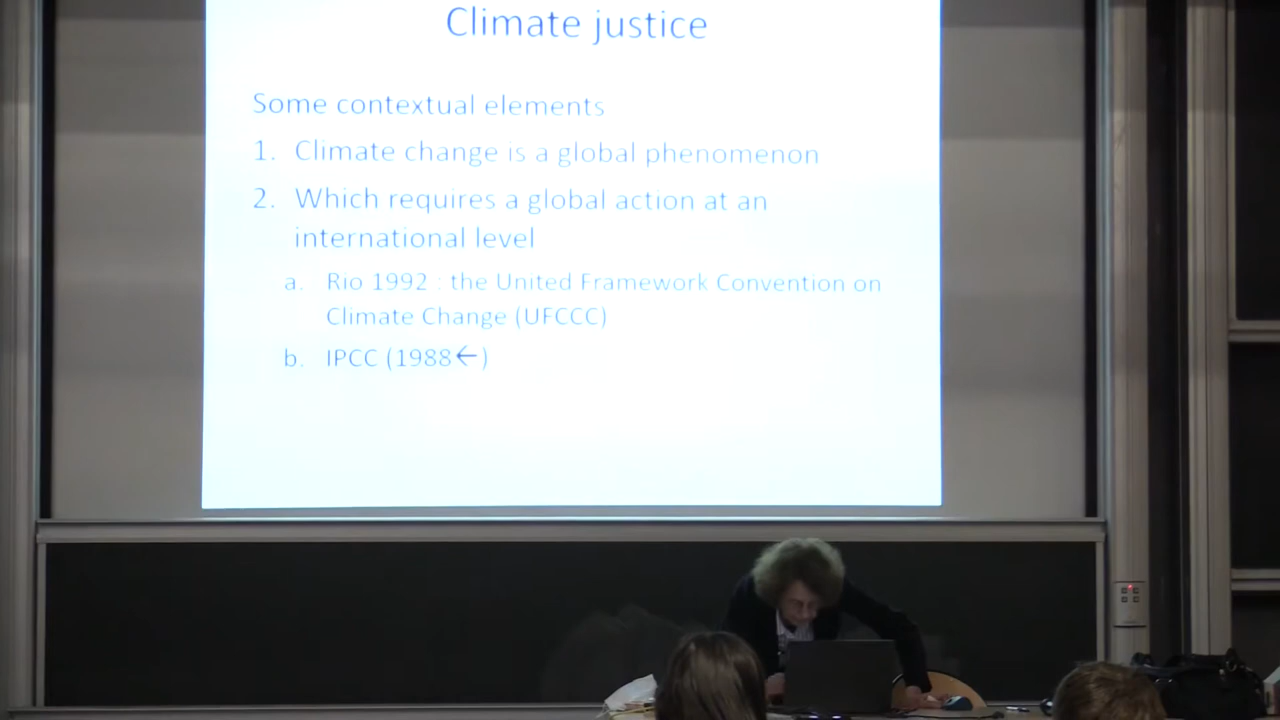 Climate justice
Some contextual elements
1. Climate change is a global phenomenon
2. Which requires a global action at an
international level
a. Rio 1992 : the United Framework Convention on
Climate Change (UFCCC)
b. IPCC (1988←)